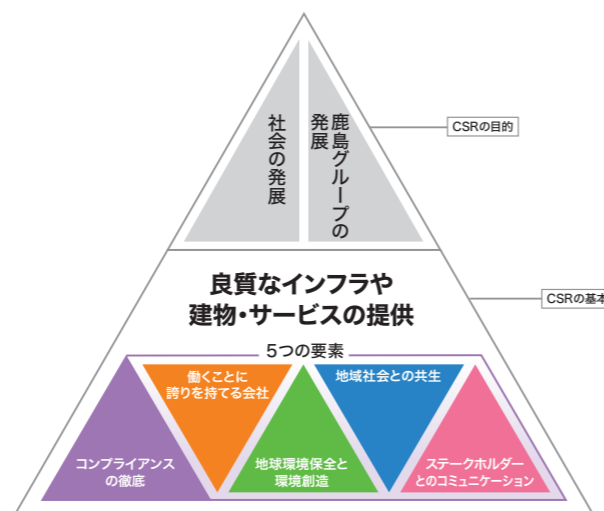 社会の発展
鹿島グループの
発展
CSRの目的
良質なインフラや
建物・サービスの提供
CSRの基本
5つの要素
働くことに
誇りを持てる会社
地域社会との共生
コンプライアンス
の徹底
地球環境保全と
環境創造
ステークホルダー
とのコミュニケーション